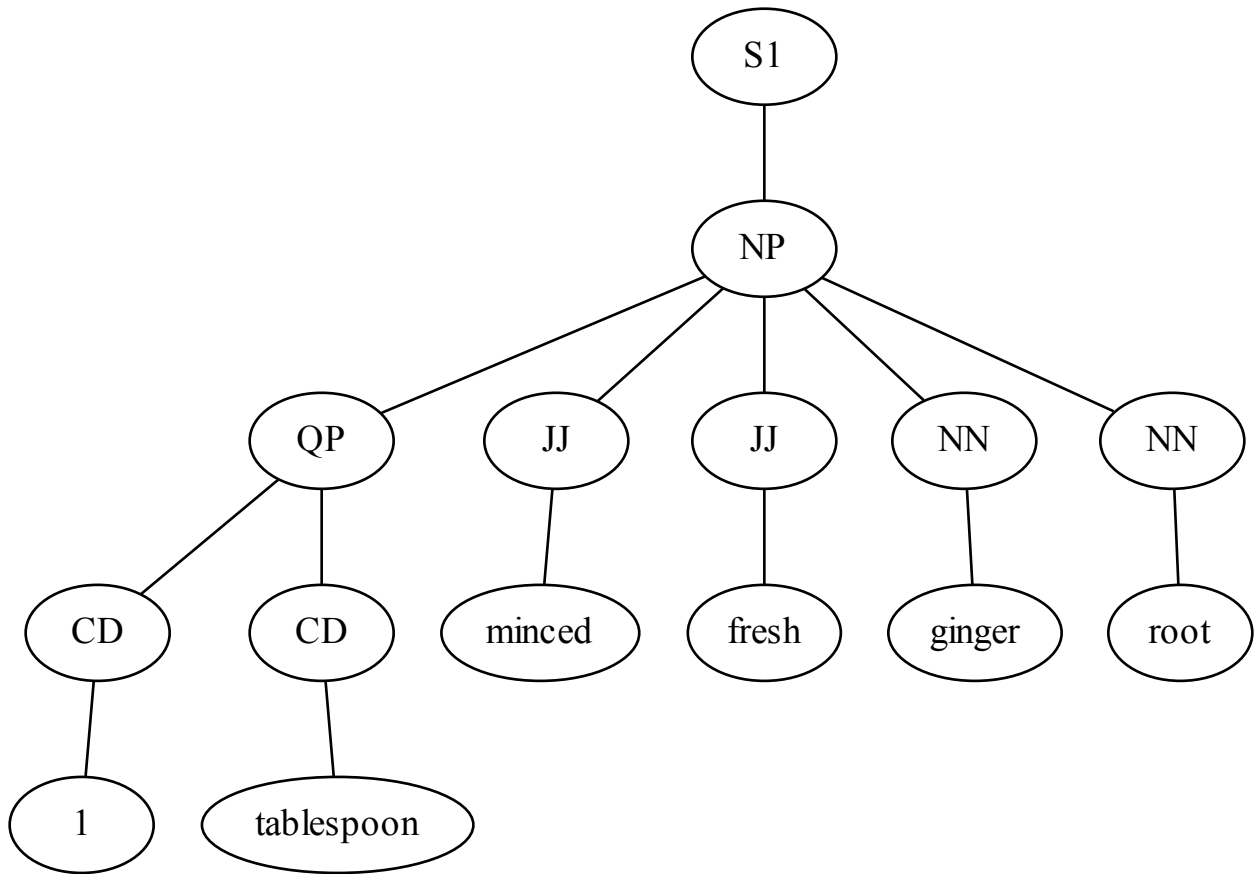 S1
NP
QP JJ JJ NN NN
CD CD minced fresh ginger root
1 tablespoon